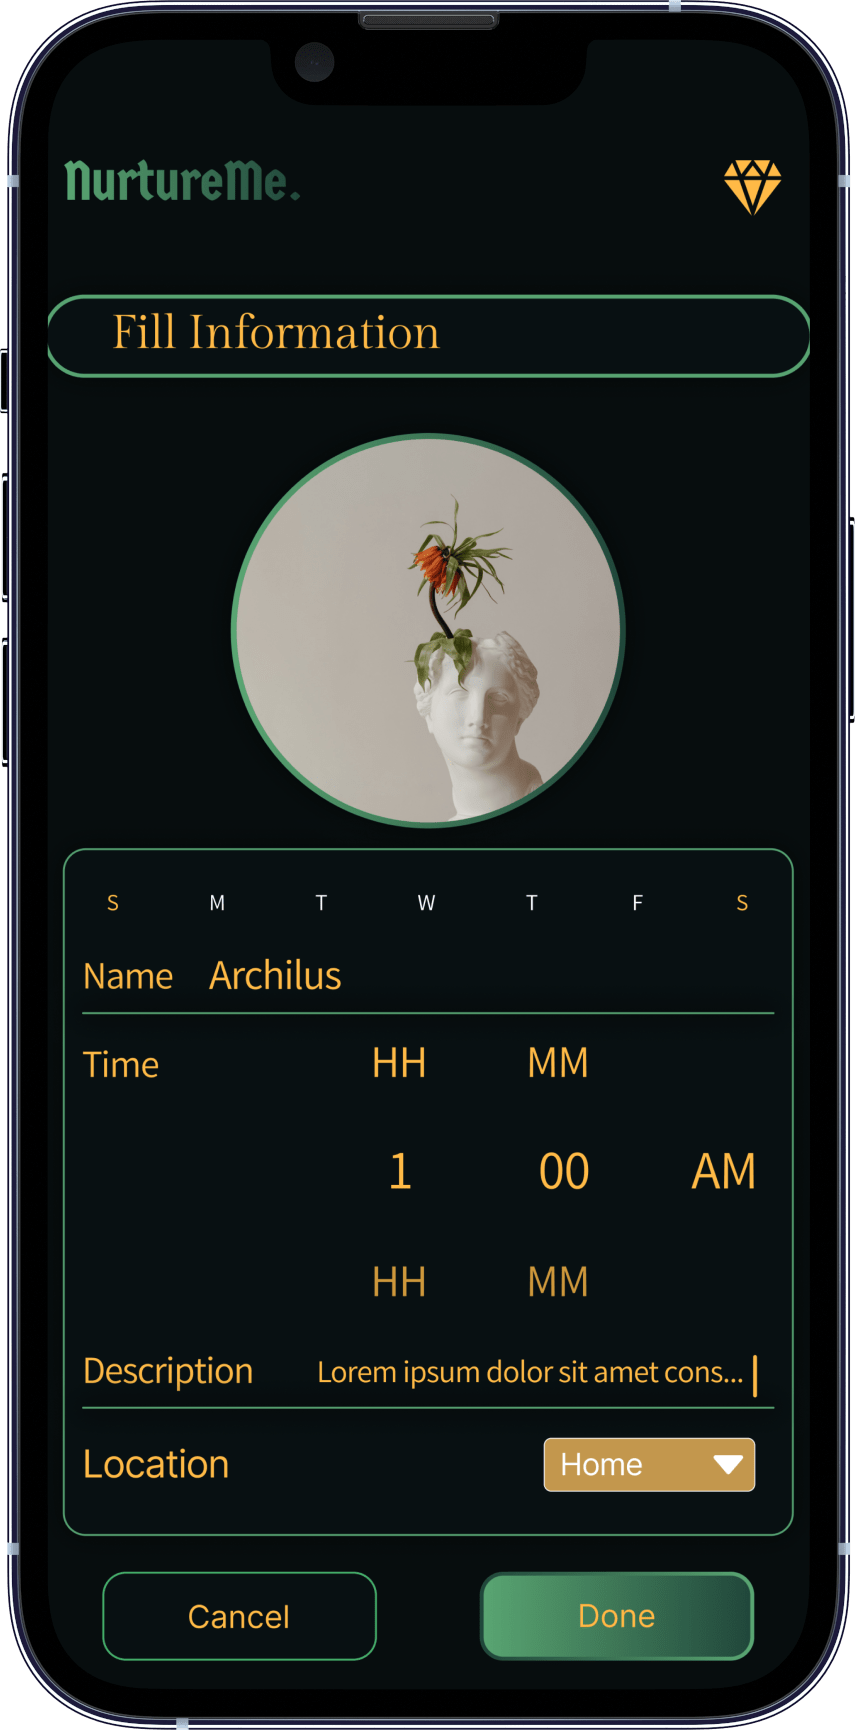 NurtureMe.
Fill Information
S M T W T F S
Name Archilus
Time HH MM
1 00 AM
HH MM
Description Lorem ipsum dolor sit amet cons...
Location Home
Cancel Done